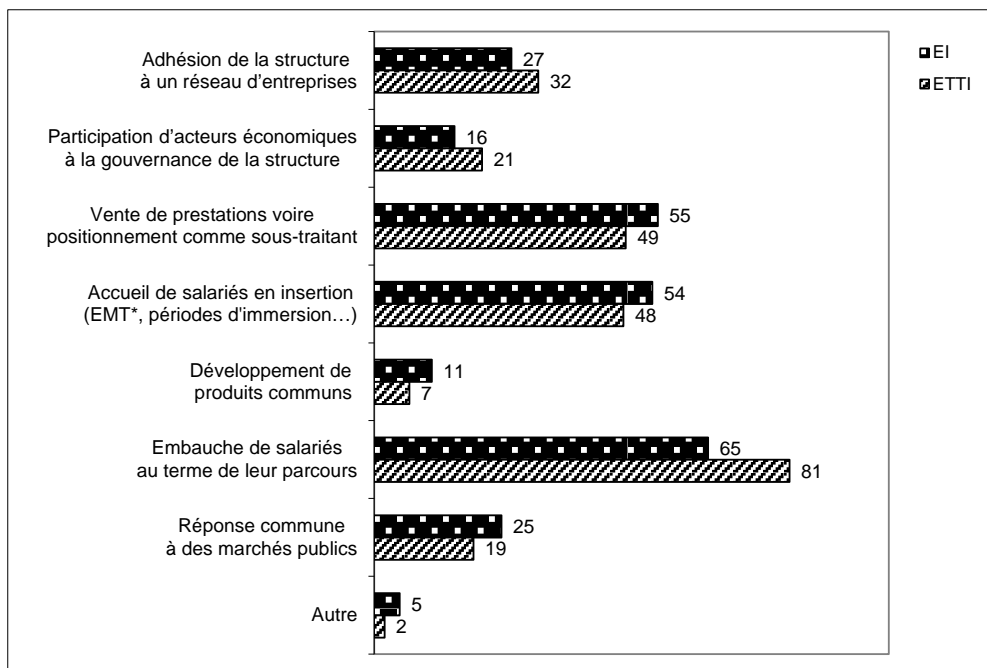 EI
ETTI
Adhésion de la structure
à un réseau d'entreprises
27
32
Participation d'acteurs économiques
à la gouvernance de la structure
16
21
Vente de prestations voire
positionnement comme sous-traitant
55
49
Accueil de salariés en insertion
(EMT*, périodes d'immersion…)
54
48
Développement de
produits communs
11
7
Embauche de salariés
au terme de leur parcours
65
81
Réponse commune
à des marchés publics
25
19
Autre
5
2